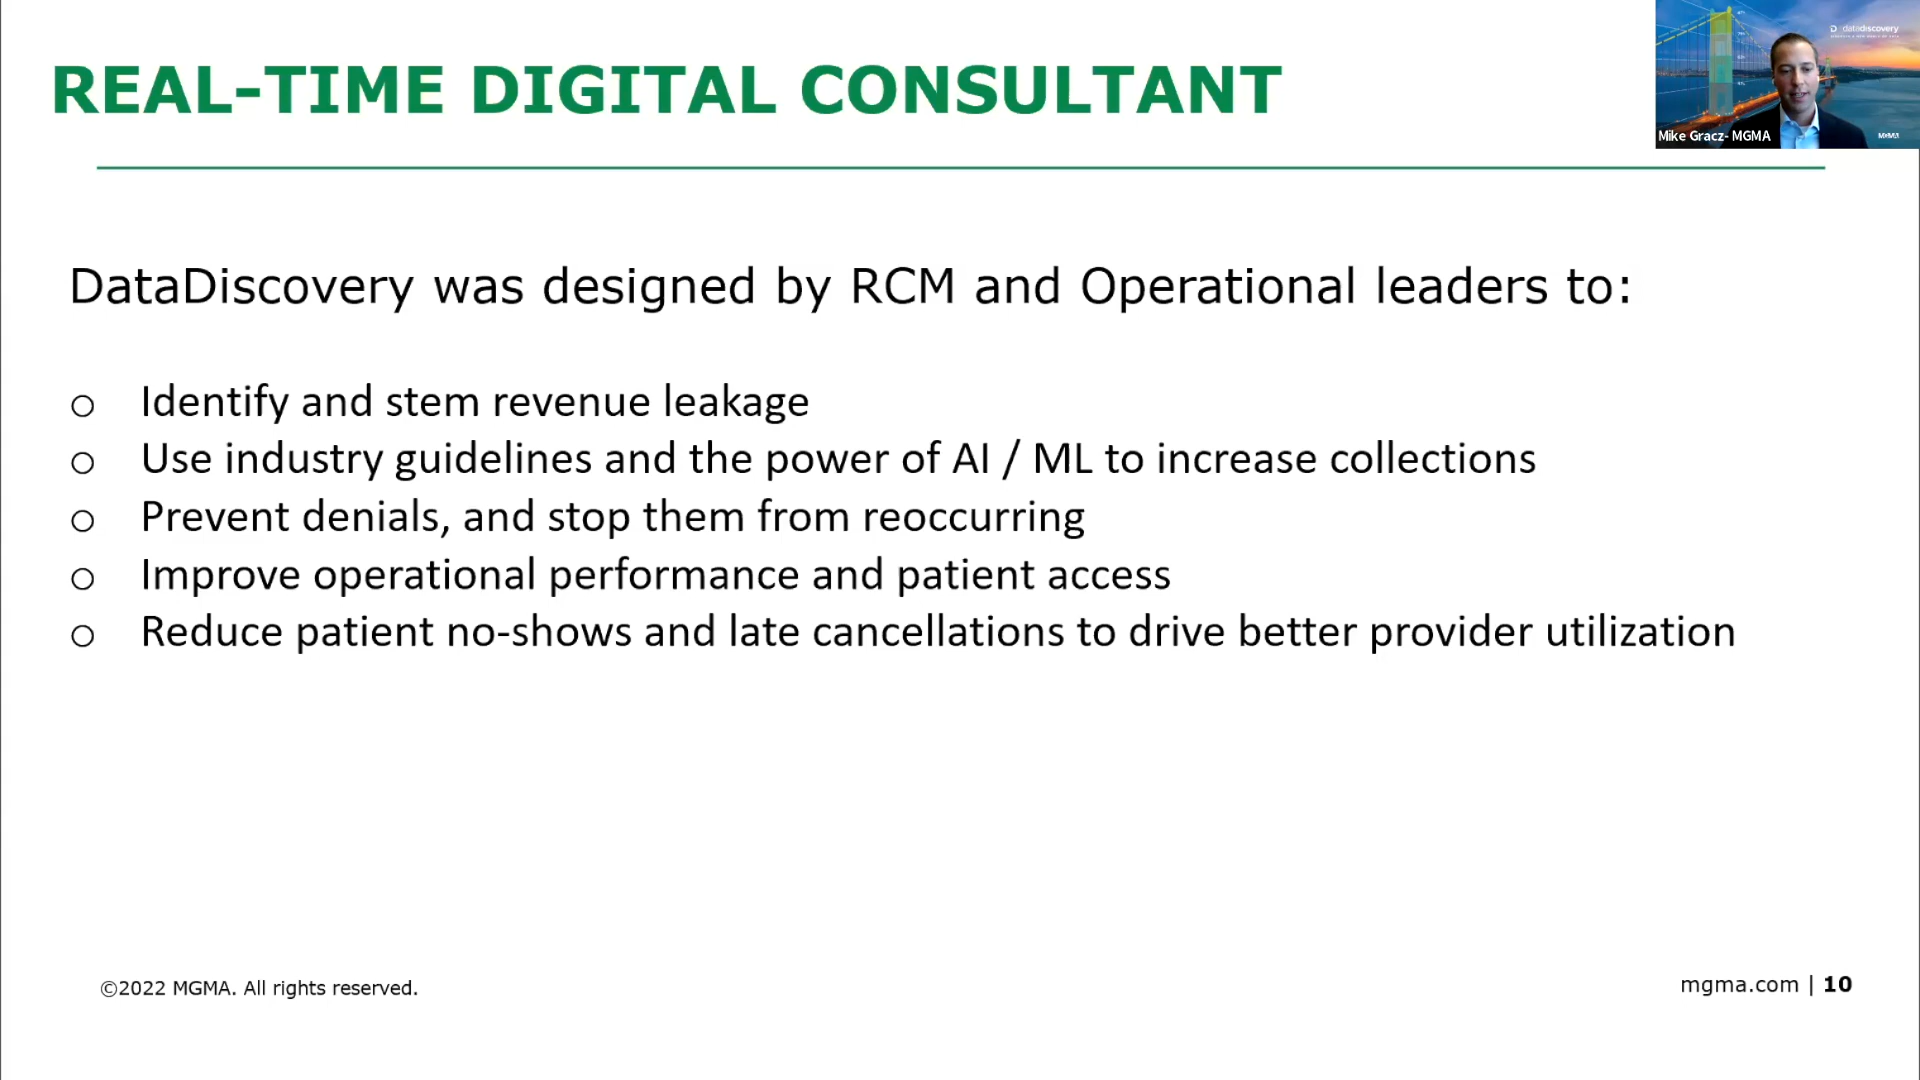 REAL-TIME DIGITAL CONSULTANT
datadiscovery
Mike Gracz- MGMA
MGMA
DataDiscovery was designed by RCM and Operational leaders to:
o Identify and stem revenue leakage
o Use industry guidelines and the power of AI / ML to increase collections
o Prevent denials, and stop them from reoccurring
o Improve operational performance and patient access
o Reduce patient no-shows and late cancellations to drive better provider utilization
©2022 MGMA. All rights reserved.
mgma.com | 10